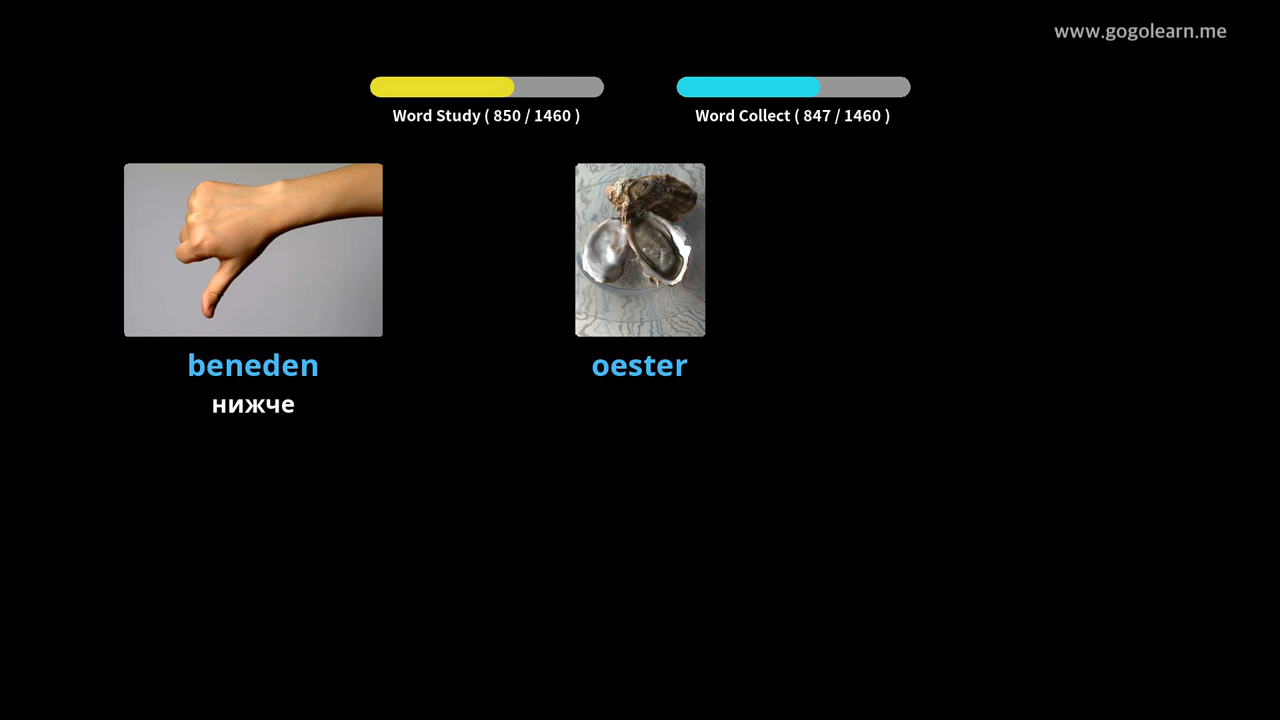 www.gogolearn.me
Word Study ( 850 / 1460 )
Word Collect ( 847 / 1460 )
beneden
нижче
oester